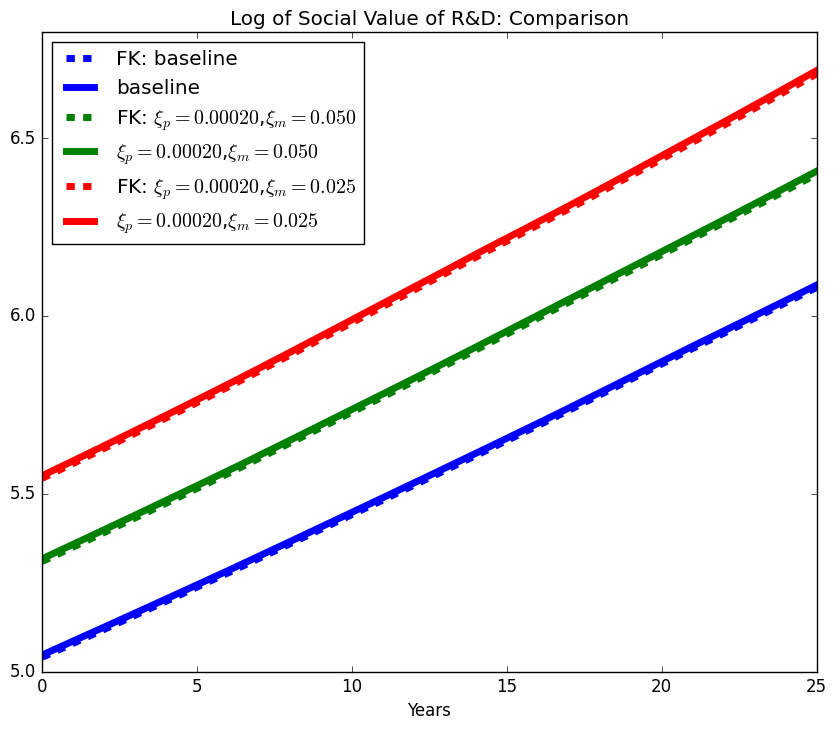 Log of Social Value of R&D: Comparison
FK: baseline
baseline
FK: ξₚ = 0.00020, ξₘ = 0.050
ξₚ = 0.00020, ξₘ = 0.050
FK: ξₚ = 0.00020, ξₘ = 0.025
ξₚ = 0.00020, ξₘ = 0.025
6.5
6.0
5.5
5.0
0 5 10 15 20 25
Years